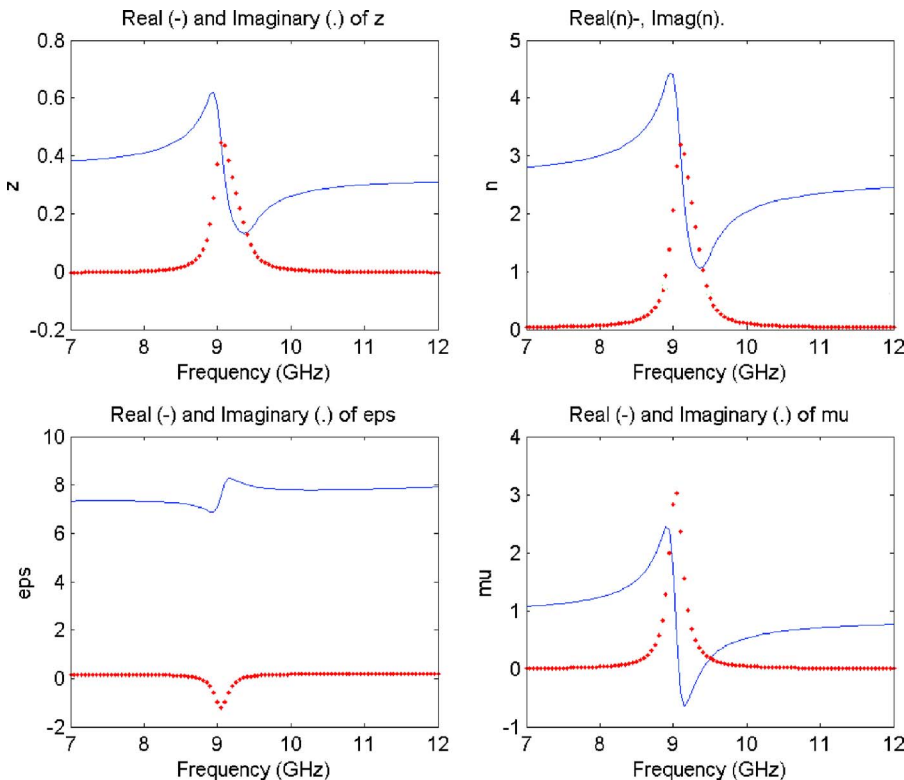 Real (-) and Imaginary (.) of z
0.8
0.6
0.4
0.2
0
-0.2
z
7 8 9 10 11 12
Frequency (GHz)
Real(n)-, Imag(n).
5
4
3
2
1
0
n
7 8 9 10 11 12
Frequency (GHz)
Real (-) and Imaginary (.) of eps
10
8
6
4
2
0
-2
eps
7 8 9 10 11 12
Frequency (GHz)
Real (-) and Imaginary (.) of mu
4
3
2
1
0
-1
mu
7 8 9 10 11 12
Frequency (GHz)